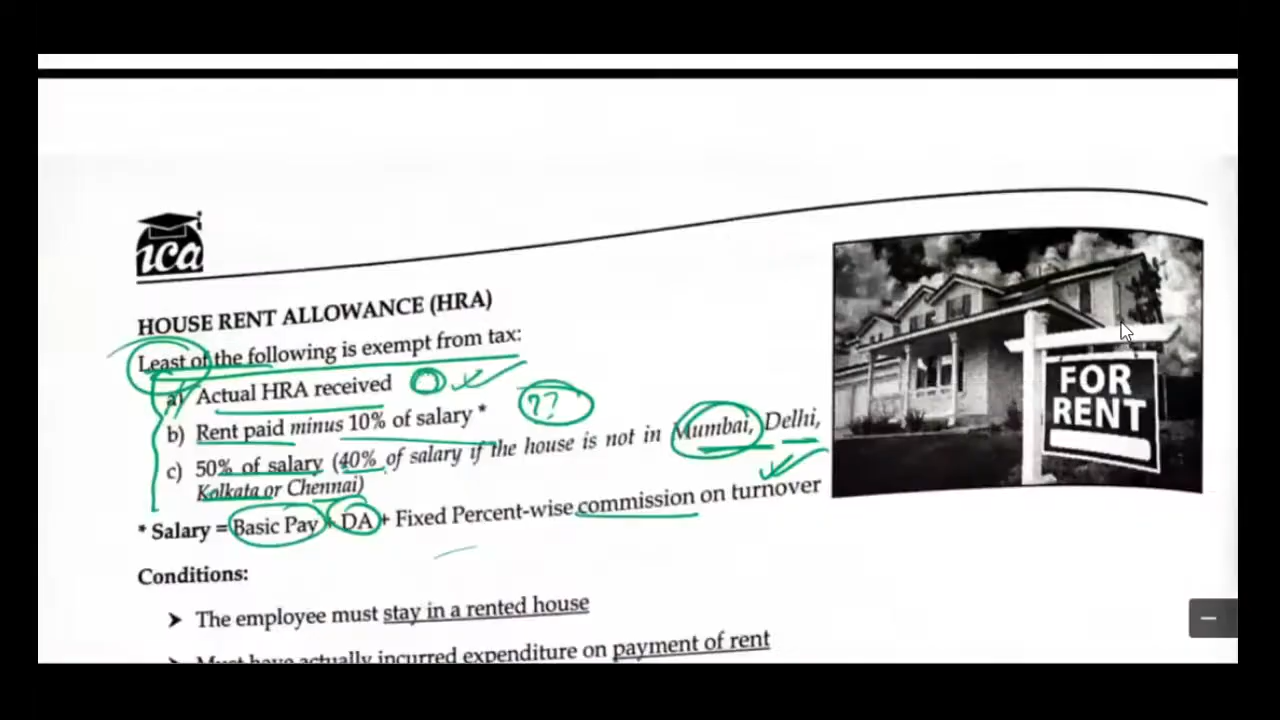 ica
HOUSE RENT ALLOWANCE (HRA)
Least of the following is exempt from tax:
a) Actual HRA received
b) Rent paid minus 10% of salary * ??
c) 50% of salary (40% of salary if the house is not in Mumbai, Delhi,
Kolkata or Chennai)
* Salary = Basic Pay + DA + Fixed Percent-wise commission on turnover
Conditions:
➤ The employee must stay in a rented house
➤ Must have actually incurred expenditure on payment of rent
FOR
RENT